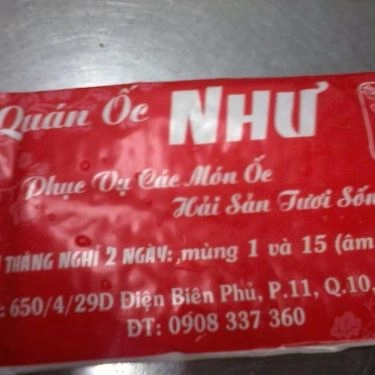 Quán Ốc NHƯ
Phục Vụ Các Món Ốc
Hải Sản Tươi Sốn
THÁNG NGHỈ 2 NGÀY: mùng 1 và 15 (âm
: 650/4/29D Điện Biên Phủ, P.11, Q.10,
ĐT: 0908 337 360